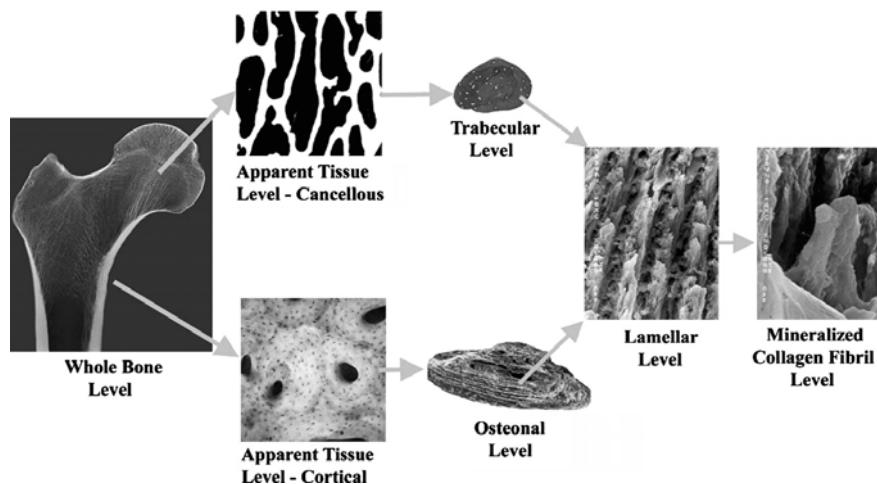 Apparent Tissue
Level - Cancellous
Trabecular
Level
Whole Bone
Level
Apparent Tissue
Level - Cortical
Osteonal
Level
Lamellar
Level
Mineralized
Collagen Fibril
Level